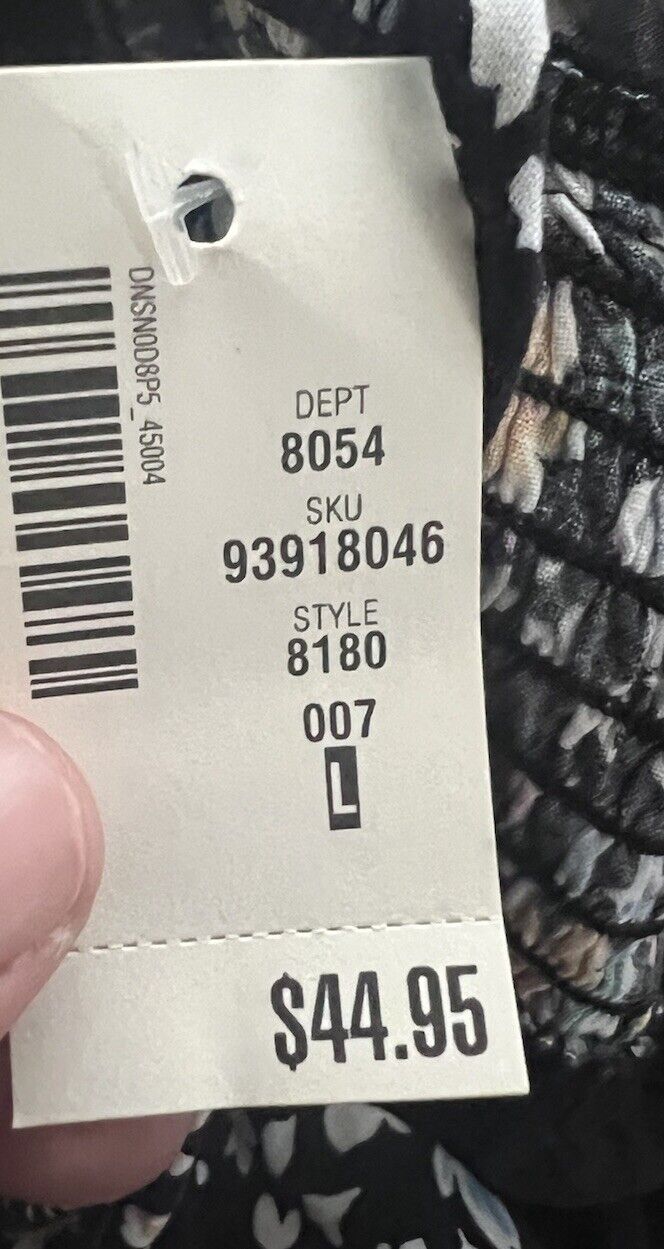 DNSN0D8P5_45004
DEPT
8054
SKU
93918046
STYLE
8180
007
L
$44.95